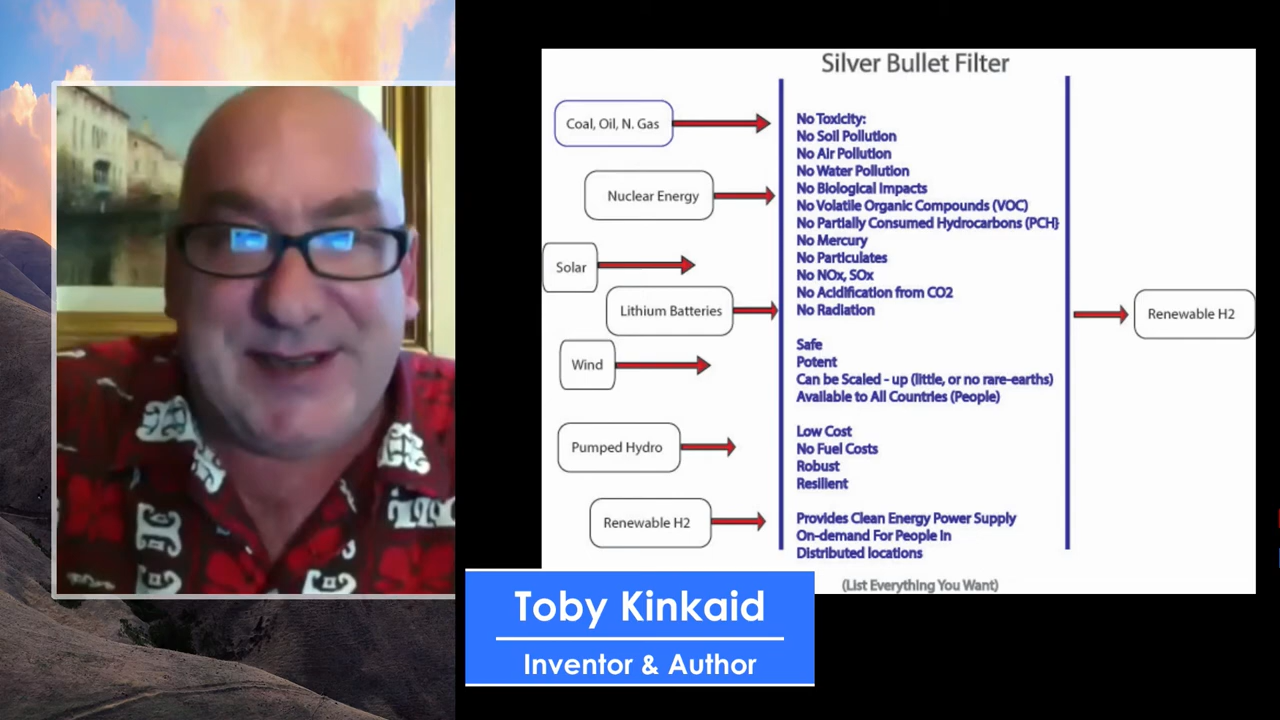 Silver Bullet Filter
Coal, Oil, N. Gas
Nuclear Energy
Solar
Lithium Batteries
Wind
Pumped Hydro
Renewable H2
No Toxicity:
No Soil Pollution
No Air Pollution
No Water Pollution
No Biological Impacts
No Volatile Organic Compounds (VOC)
No Partially Consumed Hydrocarbons (PCH}
No Mercury
No Particulates
No NOx, SOx
No Acidification from CO2
No Radiation
Safe
Potent
Can be Scaled - up (little, or no rare-earths)
Available to All Countries (People)
Low Cost
No Fuel Costs
Robust
Resilient
Provides Clean Energy Power Supply
On-demand For People In
Distributed locations
(List Everything You Want)
Renewable H2
Toby Kinkaid
Inventor & Author